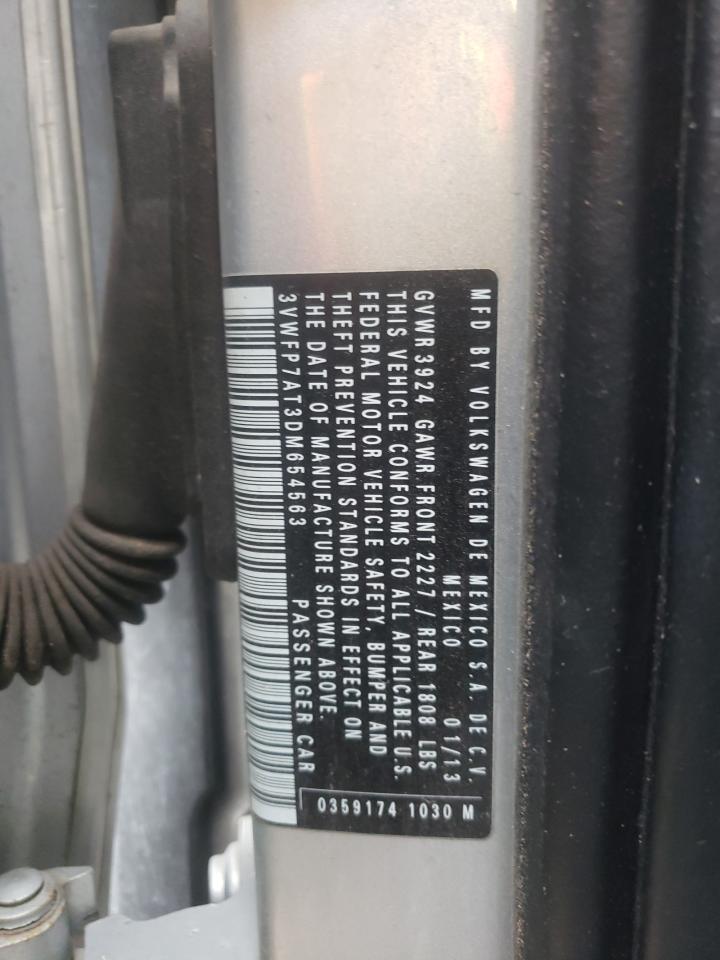 MFD BY VOLKSWAGEN DE MEXICO S.A. DE C.V.
MEXICO 01/13
GVWR 3924 GAWR FRONT 2227 / REAR 1808 LBS
THIS VEHICLE CONFORMS TO ALL APPLICABLE U.S.
FEDERAL MOTOR VEHICLE SAFETY, BUMPER AND
THEFT PREVENTION STANDARDS IN EFFECT ON
THE DATE OF MANUFACTURE SHOWN ABOVE.
3VWFP7AT3DM654563 PASSENGER CAR
0359174 1030 M